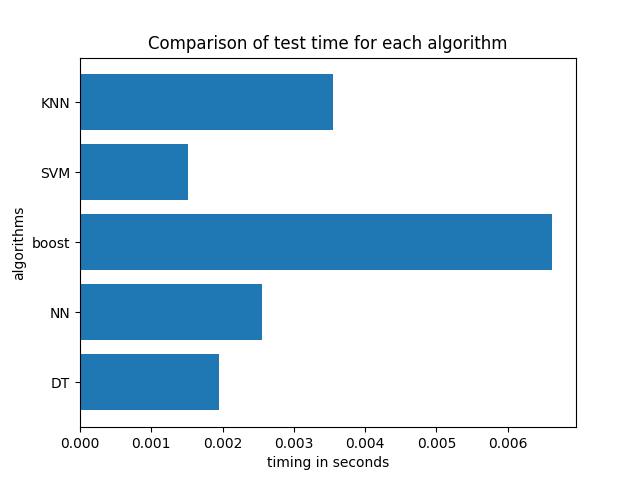 Comparison of test time for each algorithm
KNN
SVM
boost
NN
DT
algorithms
0.000 0.001 0.002 0.003 0.004 0.005 0.006
timing in seconds